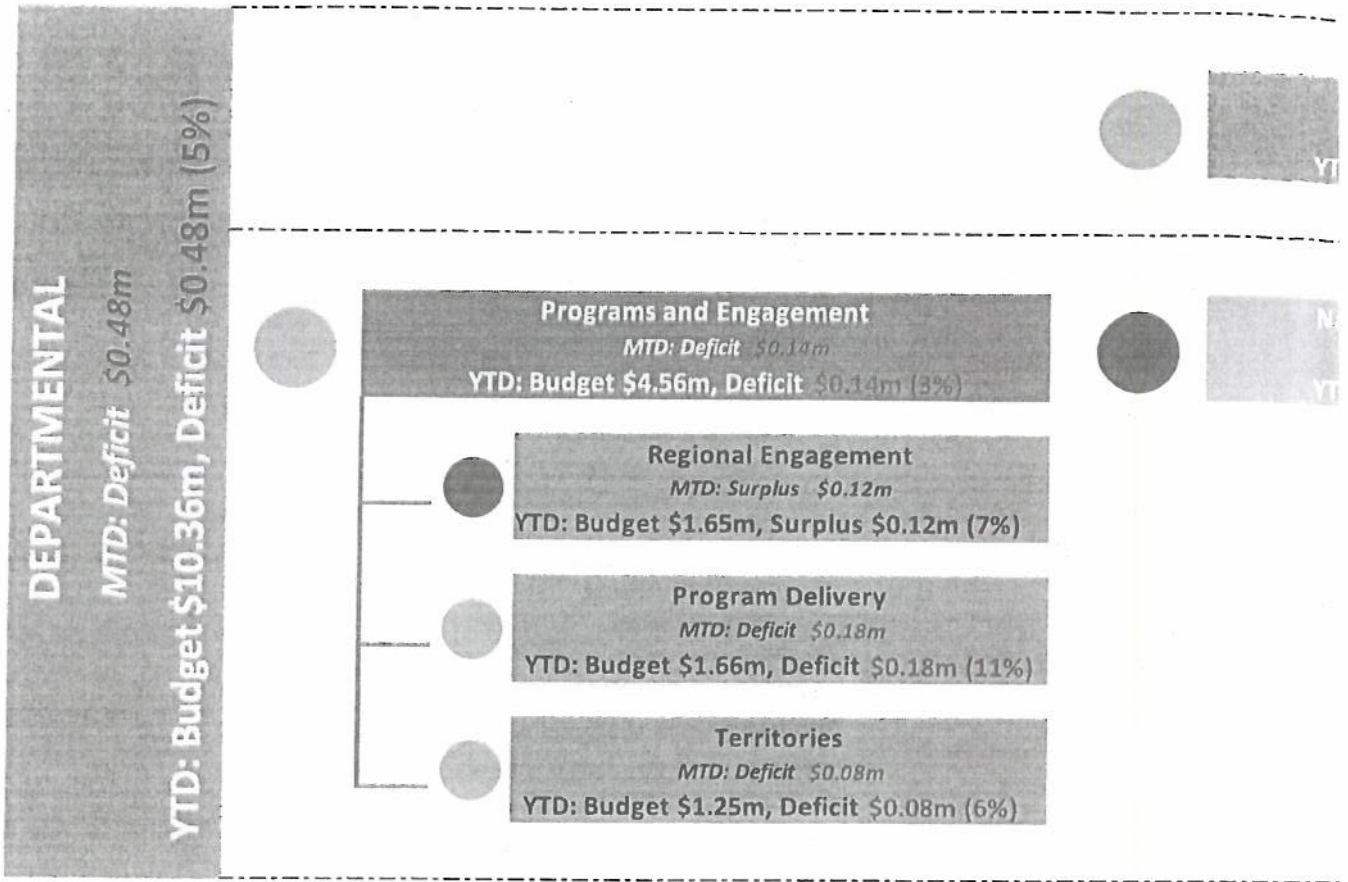 DEPARTMENTAL
MTD: Deficit $0.48m
YTD: Budget $10.36m, Deficit $0.48m (5%)
YT
Programs and Engagement
MTD: Deficit $0.14m
YTD: Budget $4.56m, Deficit $0.14m (3%)
N
YT
Regional Engagement
MTD: Surplus $0.12m
YTD: Budget $1.65m, Surplus $0.12m (7%)
Program Delivery
MTD: Deficit $0.18m
YTD: Budget $1.66m, Deficit $0.18m (11%)
Territories
MTD: Deficit $0.08m
YTD: Budget $1.25m, Deficit $0.08m (6%)